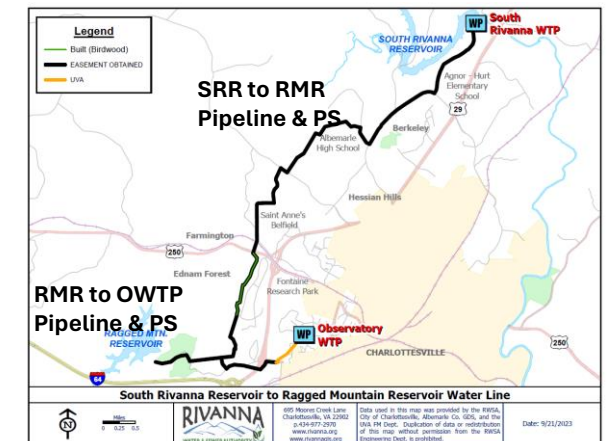 Legend
Built (Birdwood)
EASEMENT OBTAINED
UVA
WP
South
Rivanna WTP
SOUTH RIVANNA
RESERVOIR
SRR to RMR
Pipeline & PS
Agnor - Hurt
Elementary
School
29
Berkeley
Albemarle
High School
Hessian Hills
Saint Anne's
Belfield
Farmington
250
Ednam Forest
Fontaine
Research Park
RMR to OWTP
Pipeline & PS
RAGGED MTN.
RESERVOIR
WP
Observatory
WTP
CHARLOTTESVILLE
250
64
South Rivanna Reservoir to Ragged Mountain Reservoir Water Line
N
Miles
0 0.25 0.5
RIVANNA
WATER & SEWER AUTHORITY
695 Moores Creek Lane
Charlottesville, VA 22902
p.434-977-2970
www.rivanna.org
www.rivannagis.org
Data used in this map was provided by the RWSA,
City of Charlottesville, Albemarle Co. GDS, and the
UVA FM Dept. Duplication of data or redistribution
of this map without permission from the RWSA
Engineering Dept. is prohibited.
Date: 9/21/2023